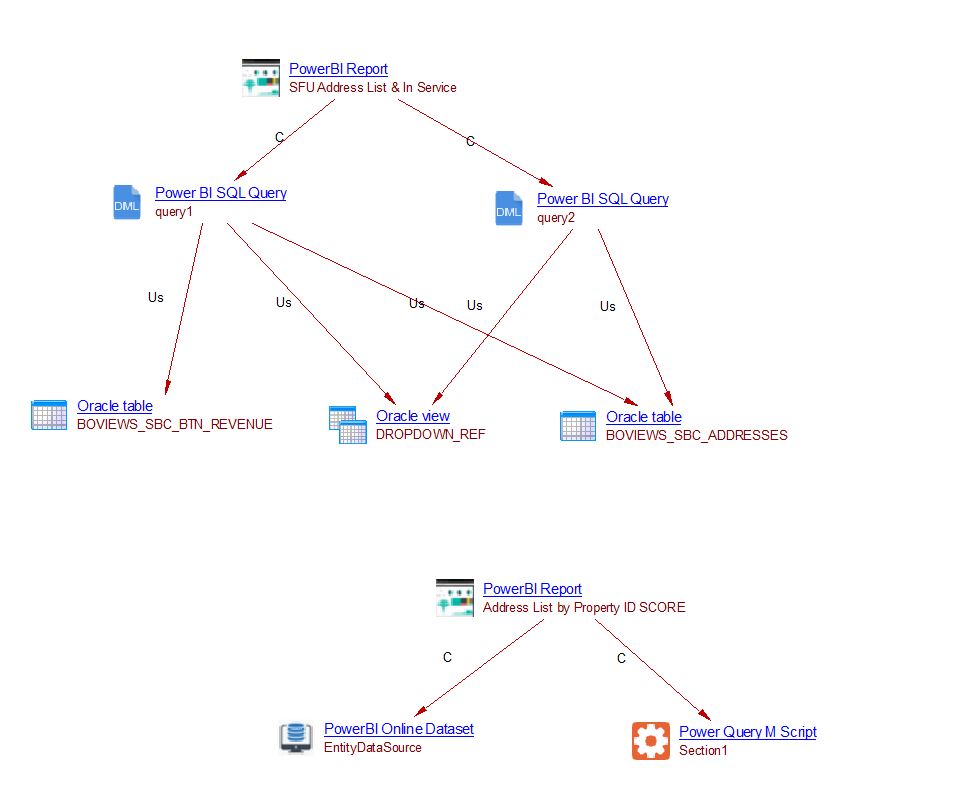 PowerBI Report
SFU Address List & In Service
C
C
Power BI SQL Query
query1
DML
Power BI SQL Query
query2
DML
Us
Us
Us
Us
Us
Oracle table
BOVIEWS_SBC_BTN_REVENUE
Oracle view
DROPDOWN_REF
Oracle table
BOVIEWS_SBC_ADDRESSES
PowerBI Report
Address List by Property ID SCORE
C
C
PowerBI Online Dataset
EntityDataSource
Power Query M Script
Section1